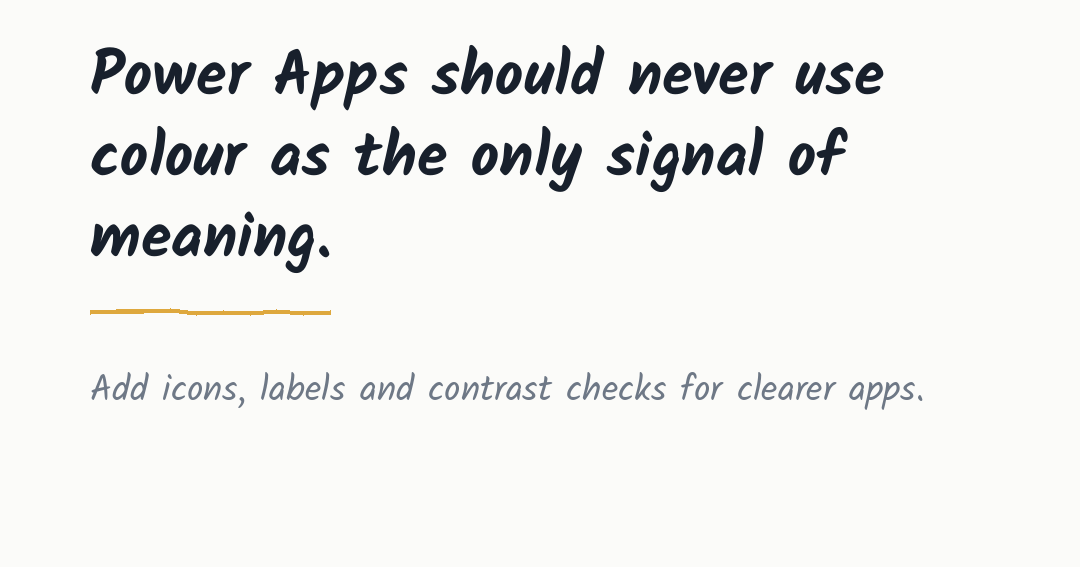 Power Apps should never use
colour as the only signal of
meaning.
Add icons, labels and contrast checks for clearer apps.